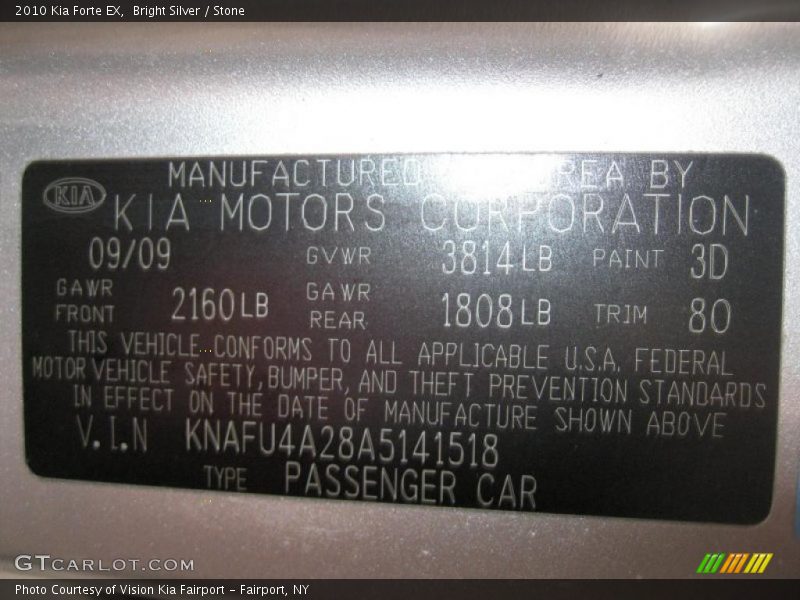 2010 Kia Forte EX, Bright Silver / Stone
MANUFACTURED REA BY
KIA
KIA MOTORS CORPORATION
09/09 GVWR 3814LB PAINT 3D
GAWR FRONT 2160LB GAWR REAR 1808LB TRIM 80
THIS VEHICLE CONFORMS TO ALL APPLICABLE U.S.A. FEDERAL
MOTOR VEHICLE SAFETY, BUMPER, AND THEFT PREVENTION STANDARDS
IN EFFECT ON THE DATE OF MANUFACTURE SHOWN ABOVE
V.I.N KNAFU4A28A5141518
TYPE PASSENGER CAR
GTCARLOT.COM
Photo Courtesy of Vision Kia Fairport - Fairport, NY